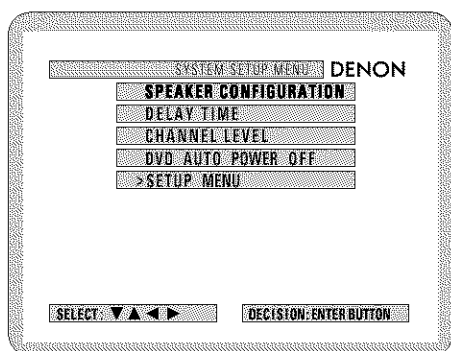 SYSTEM SETUP MENU DENON
SPEAKER CONFIGURATION
DELAY TIME
CHANNEL LEVEL
DVD AUTO POWER OFF
>SETUP MENU
SELECT: ▼▲◀▶ DECISION: ENTER BUTTON